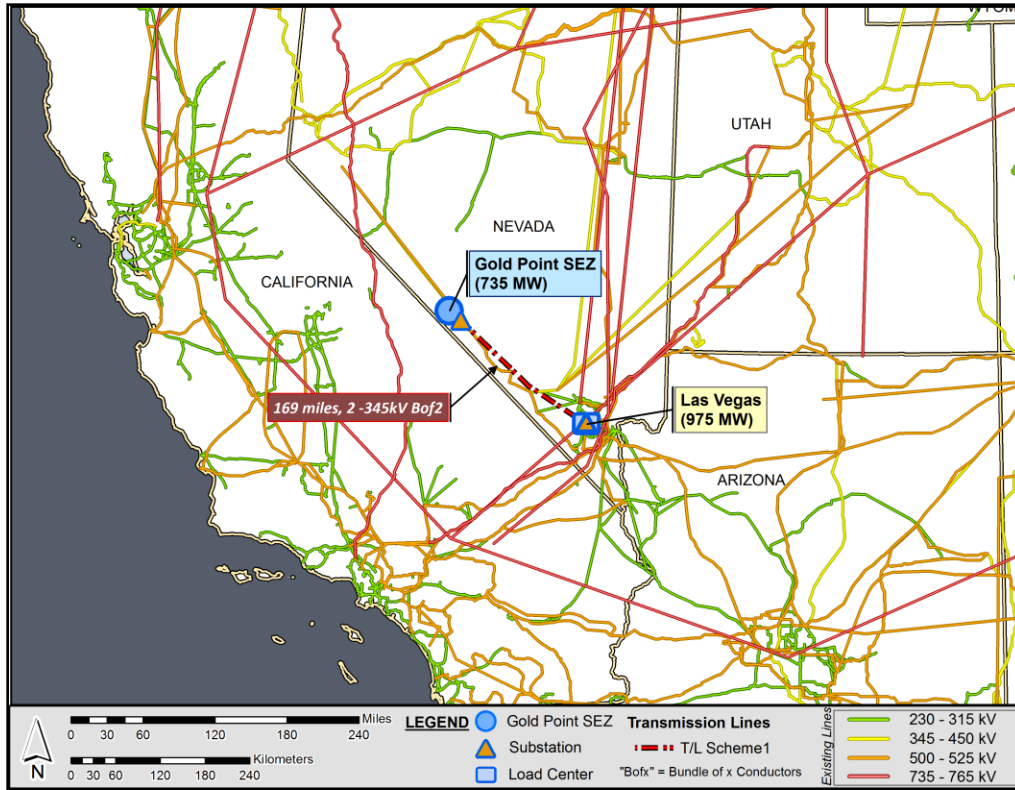 WYOM
UTAH
NEVADA
Gold Point SEZ
(735 MW)
CALIFORNIA
169 miles, 2 -345kV Bof2
Las Vegas
(975 MW)
ARIZONA
N
Miles
0 30 60 120 180 240
Kilometers
0 30 60 120 180 240
LEGEND
Gold Point SEZ
Substation
Load Center
Transmission Lines
T/L Scheme1
"Bofx" = Bundle of x Conductors
Existing Lines
230 - 315 kV
345 - 450 kV
500 - 525 kV
735 - 765 kV